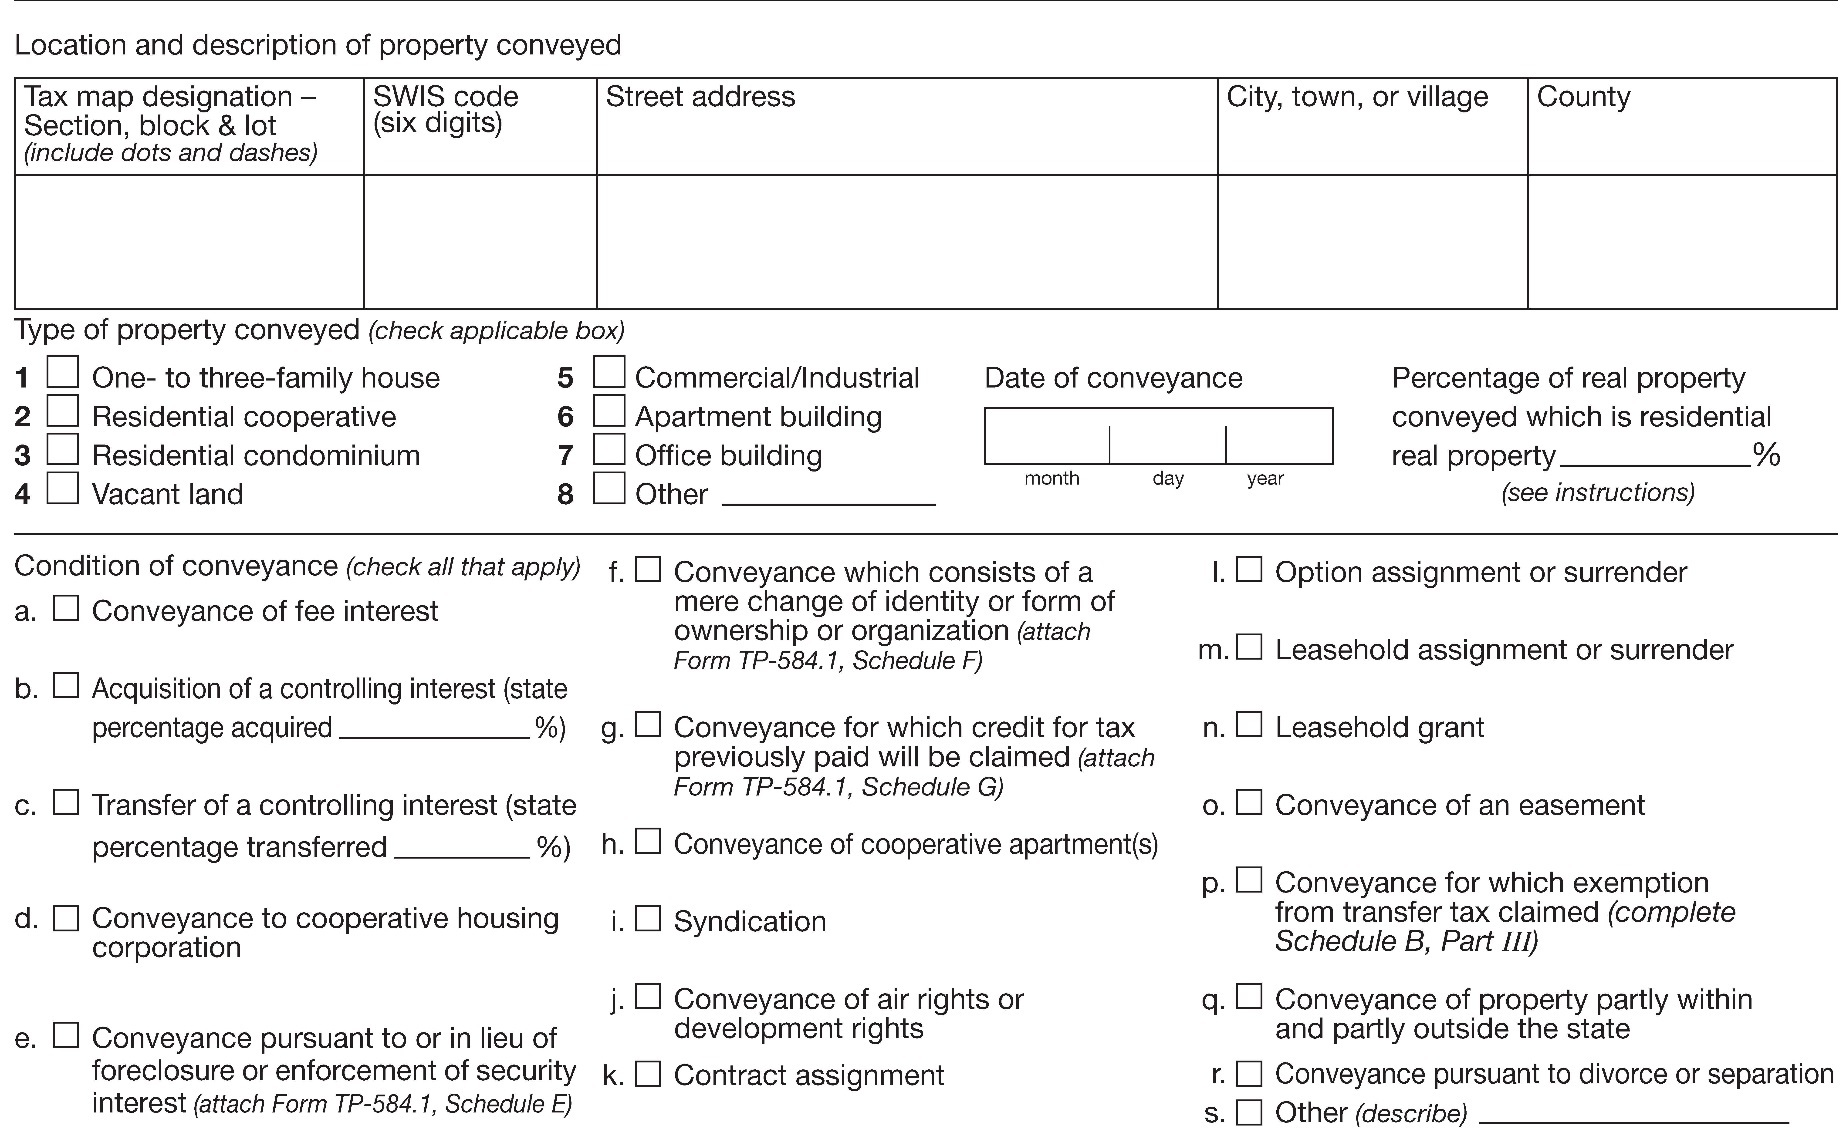 Location and description of property conveyed
Tax map designation –
Section, block & lot
(include dots and dashes)
SWIS code
(six digits)
Street address
City, town, or village
County
Type of property conveyed (check applicable box)
1 One- to three-family house
2 Residential cooperative
3 Residential condominium
4 Vacant land
5 Commercial/Industrial
6 Apartment building
7 Office building
8 Other
Date of conveyance
month day year
Percentage of real property
conveyed which is residential
real property %
(see instructions)
Condition of conveyance (check all that apply)
a. Conveyance of fee interest
b. Acquisition of a controlling interest (state
percentage acquired %)
c. Transfer of a controlling interest (state
percentage transferred %)
d. Conveyance to cooperative housing
corporation
e. Conveyance pursuant to or in lieu of
foreclosure or enforcement of security
interest (attach Form TP-584.1, Schedule E)
f. Conveyance which consists of a
mere change of identity or form of
ownership or organization (attach
Form TP-584.1, Schedule F)
g. Conveyance for which credit for tax
previously paid will be claimed (attach
Form TP-584.1, Schedule G)
h. Conveyance of cooperative apartment(s)
i. Syndication
j. Conveyance of air rights or
development rights
k. Contract assignment
l. Option assignment or surrender
m. Leasehold assignment or surrender
n. Leasehold grant
o. Conveyance of an easement
p. Conveyance for which exemption
from transfer tax claimed (complete
Schedule B, Part III)
q. Conveyance of property partly within
and partly outside the state
r. Conveyance pursuant to divorce or separation
s. Other (describe)